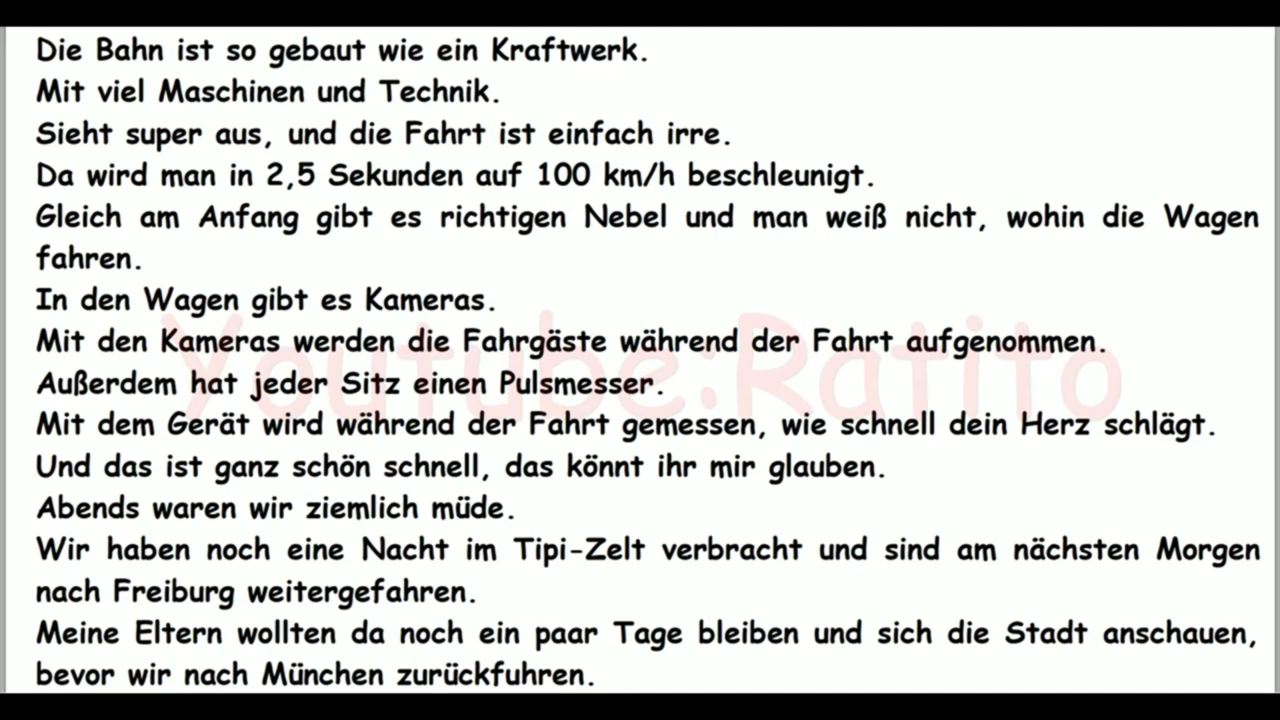 Die Bahn ist so gebaut wie ein Kraftwerk.
Mit viel Maschinen und Technik.
Sieht super aus, und die Fahrt ist einfach irre.
Da wird man in 2,5 Sekunden auf 100 km/h beschleunigt.
Gleich am Anfang gibt es richtigen Nebel und man weiß nicht, wohin die Wagen
fahren.
In den Wagen gibt es Kameras.
Mit den Kameras werden die Fahrgäste während der Fahrt aufgenommen.
Youtube:Ratito
Außerdem hat jeder Sitz einen Pulsmesser.
Mit dem Gerät wird während der Fahrt gemessen, wie schnell dein Herz schlägt.
Und das ist ganz schön schnell, das könnt ihr mir glauben.
Abends waren wir ziemlich müde.
Wir haben noch eine Nacht im Tipi-Zelt verbracht und sind am nächsten Morgen
nach Freiburg weitergefahren.
Meine Eltern wollten da noch ein paar Tage bleiben und sich die Stadt anschauen,
bevor wir nach München zurückfuhren.